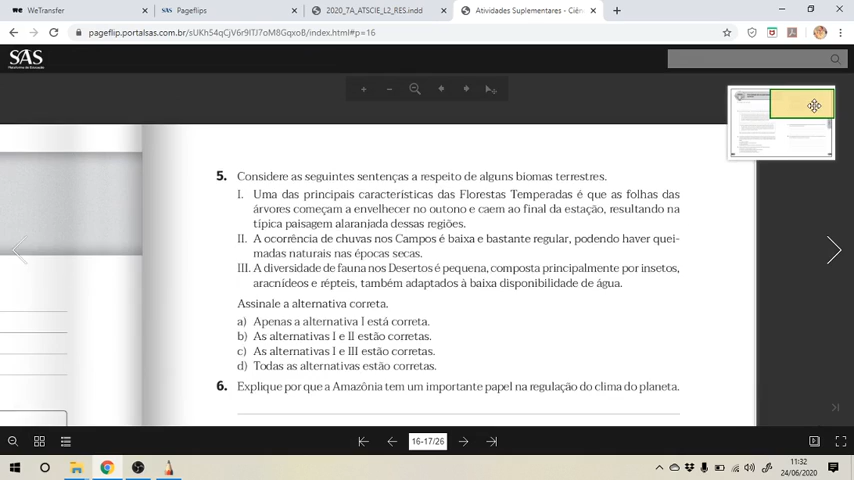 WeTransfer
Pageflips
2020_7A_ATSCIE_L2_RES.indd
Atividades Suplementares - Ciên
pageflip.portalsas.com.br/sUKh54qCjV6r9ITJ7oM8GqxoB/index.html#p=16
SAS
5. Considere as seguintes sentenças a respeito de alguns biomas terrestres.
I. Uma das principais características das Florestas Temperadas é que as folhas das
árvores começam a envelhecer no outono e caem ao final da estação, resultando na
típica paisagem alaranjada dessas regiões.
II. A ocorrência de chuvas nos Campos é baixa e bastante regular, podendo haver quei-
madas naturais nas épocas secas.
III. A diversidade de fauna nos Desertos é pequena, composta principalmente por insetos,
aracnídeos e répteis, também adaptados à baixa disponibilidade de água.
Assinale a alternativa correta.
a) Apenas a alternativa I está correta.
b) As alternativas I e II estão corretas.
c) As alternativas I e III estão corretas.
d) Todas as alternativas estão corretas.
6. Explique por que a Amazônia tem um importante papel na regulação do clima do planeta.
16-17/26
11:32
24/06/2020